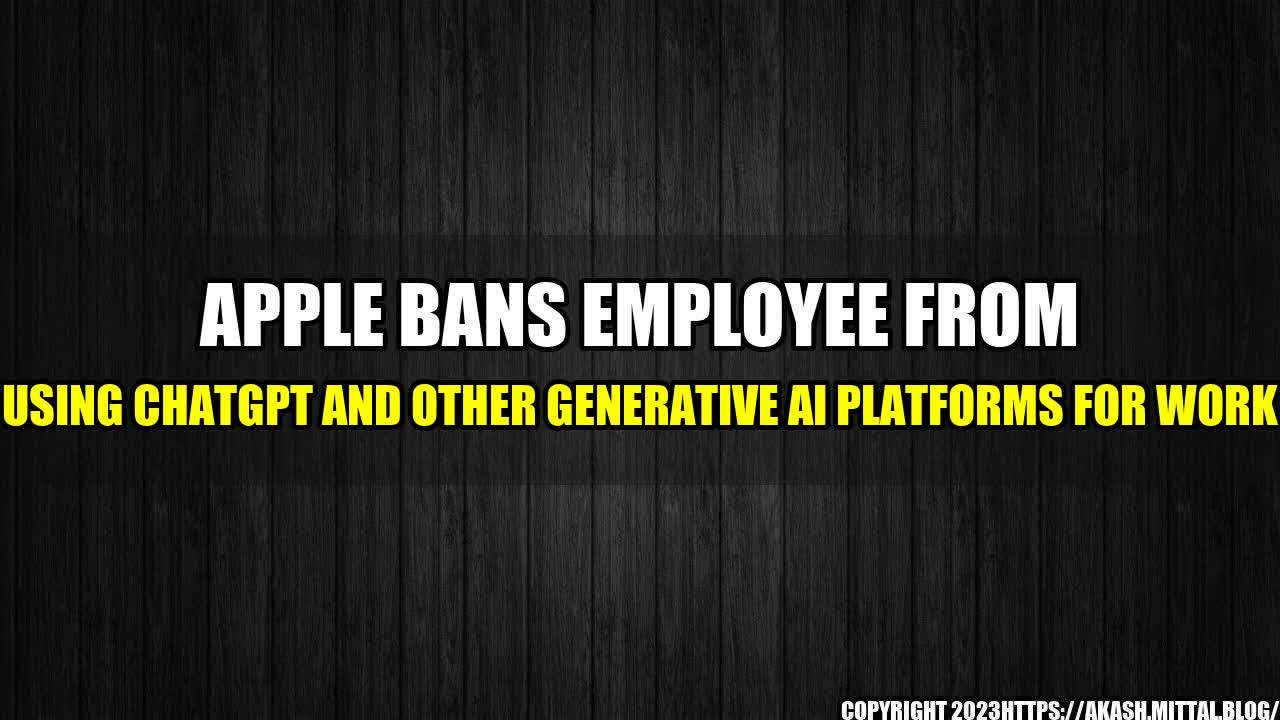 APPLE BANS EMPLOYEE FROM
USING CHATGPT AND OTHER GENERATIVE AI PLATFORMS FOR WORK
COPYRIGHT 2023HTTPS://AKASH.MITTAL.BLOG/